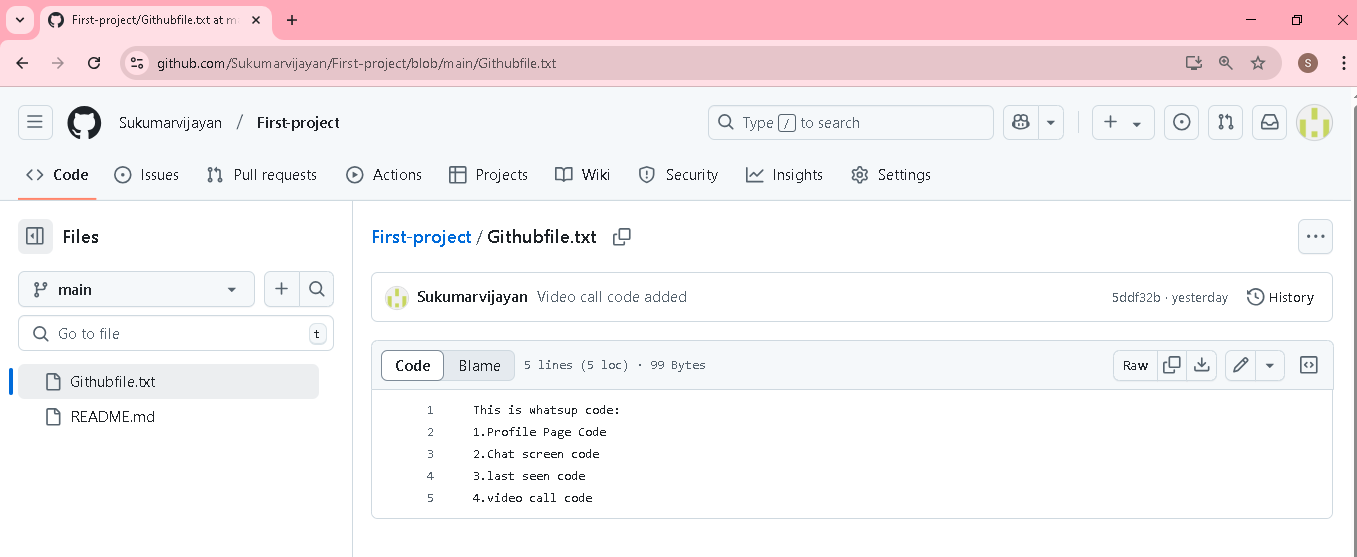 First-project/Githubfile.txt at m
github.com/Sukumarvijayan/First-project/blob/main/Githubfile.txt
S
Sukumarvijayan / First-project
Type / to search
Code Issues Pull requests Actions Projects Wiki Security Insights Settings
Files
First-project / Githubfile.txt
main
Sukumarvijayan Video call code added 5ddf32b · yesterday History
Go to file t
Code Blame 5 lines (5 loc) · 99 Bytes Raw
Githubfile.txt
README.md
1 This is whatsup code:
2 1.Profile Page Code
3 2.Chat screen code
4 3.last seen code
5 4.video call code